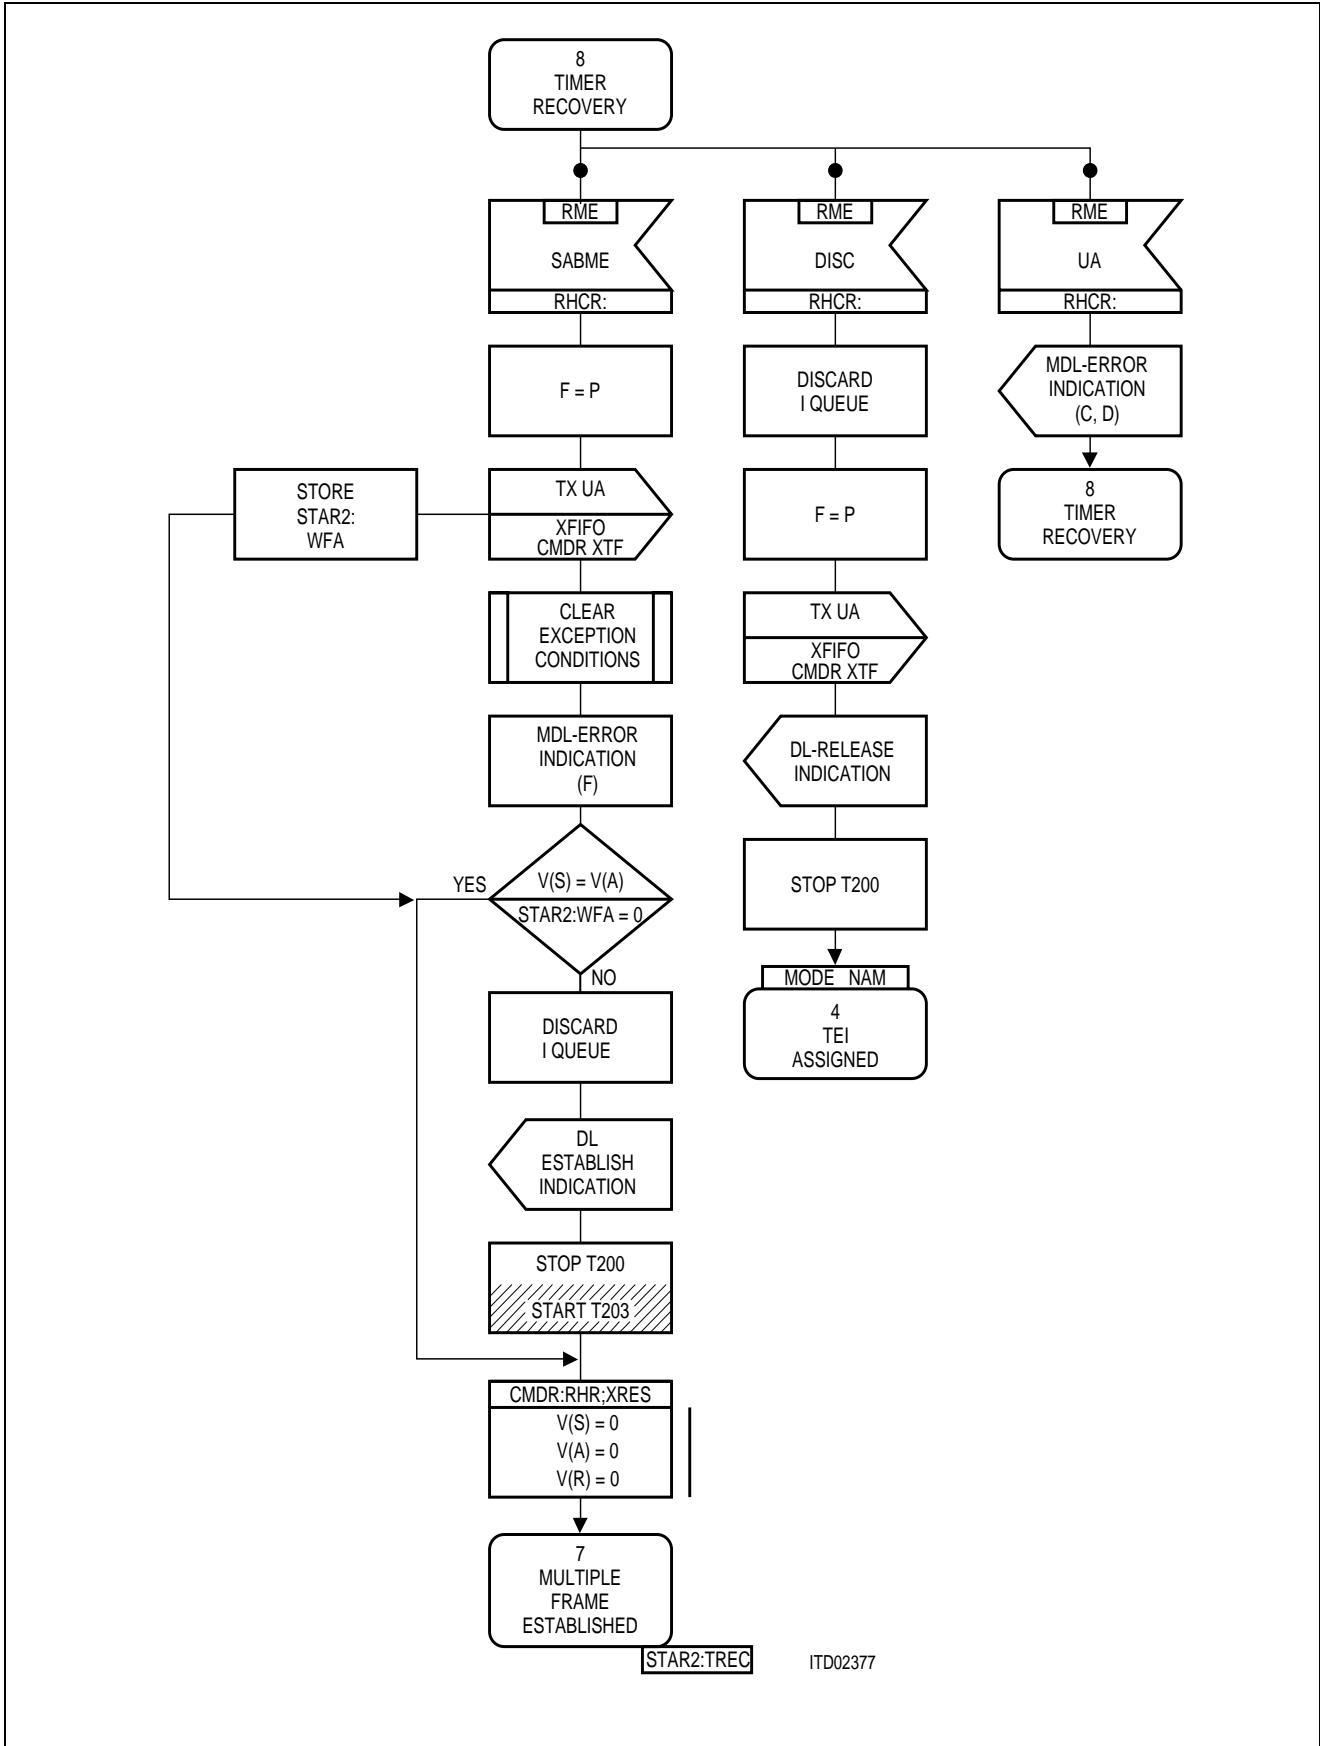 8
TIMER
RECOVERY
RME
SABME
RHCR:
F = P
TX UA
XFIFO
CMDR XTF
STORE
STAR2:
WFA
CLEAR
EXCEPTION
CONDITIONS
MDL-ERROR
INDICATION
(F)
YES
V(S) = V(A)
STAR2:WFA = 0
NO
DISCARD
I QUEUE
DL
ESTABLISH
INDICATION
STOP T200
START T203
CMDR:RHR;XRES
V(S) = 0
V(A) = 0
V(R) = 0
7
MULTIPLE
FRAME
ESTABLISHED
STAR2:TREC
RME
DISC
RHCR:
DISCARD
I QUEUE
F = P
TX UA
XFIFO
CMDR XTF
DL-RELEASE
INDICATION
STOP T200
MODE NAM
4
TEI
ASSIGNED
RME
UA
RHCR:
MDL-ERROR
INDICATION
(C, D)
8
TIMER
RECOVERY
ITD02377